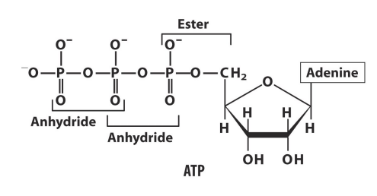 Ester
O⁻ O⁻ O⁻
⁻O—P—O—P—O—P—O—CH₂ O Adenine
O O O
Anhydride H H H H
Anhydride
OH OH
ATP